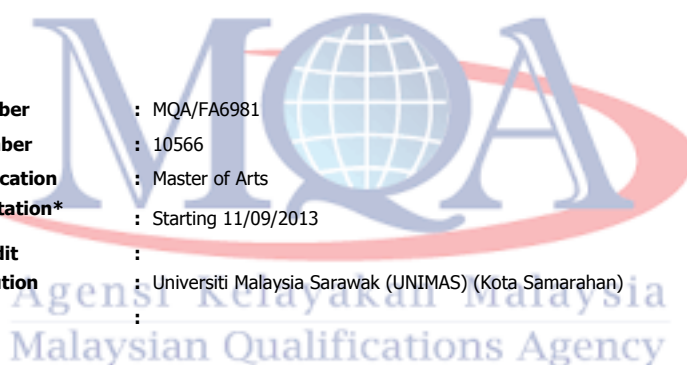 MQA
ber : MQA/FA6981
ber : 10566
cation : Master of Arts
tation* : Starting 11/09/2013
dit :
ution : Universiti Malaysia Sarawak (UNIMAS) (Kota Samarahan)
:
Agensi Kelayakan Malaysia
Malaysian Qualifications Agency